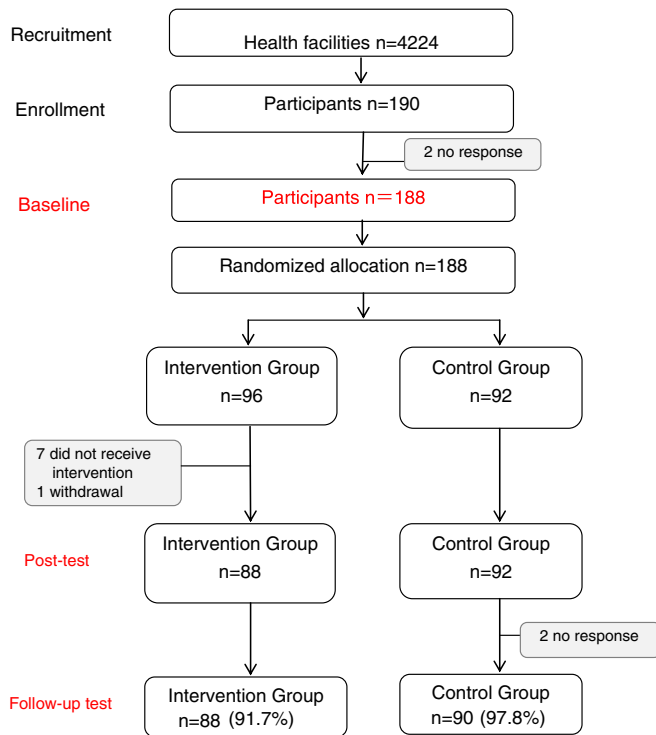 Recruitment
Health facilities n=4224
Enrollment
Participants n=190
2 no response
Baseline
Participants n＝188
Randomized allocation n=188
Intervention Group
n=96
Control Group
n=92
7 did not receive
intervention
1 withdrawal
Post-test
Intervention Group
n=88
Control Group
n=92
2 no response
Follow-up test
Intervention Group
n=88 (91.7%)
Control Group
n=90 (97.8%)